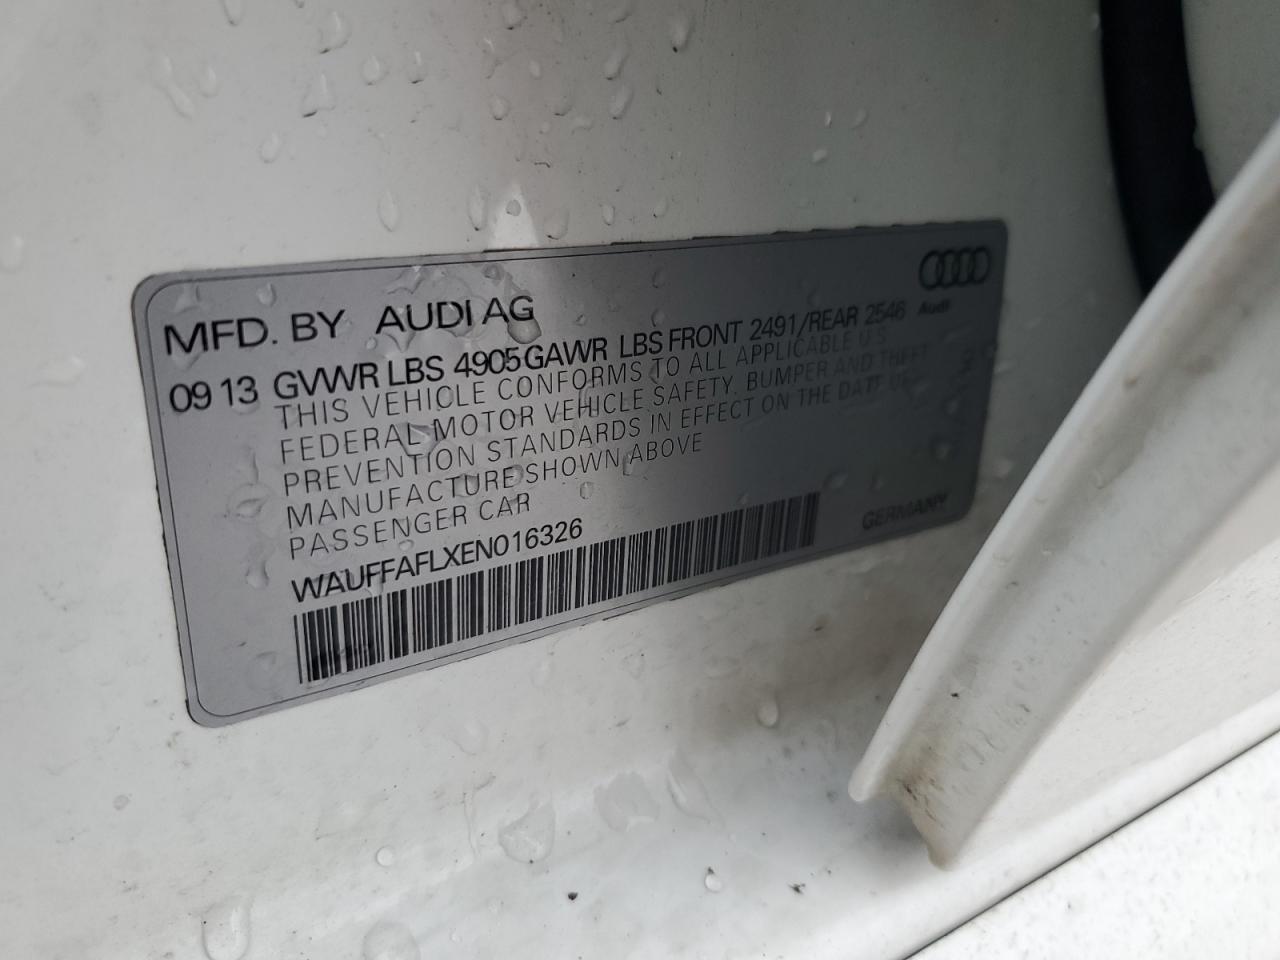 MFD. BY AUDI AG
09 13 GVWR LBS 4905 GAWR LBS FRONT 2491/REAR 2546
Audi
THIS VEHICLE CONFORMS TO ALL APPLICABLE U.S.
FEDERAL MOTOR VEHICLE SAFETY, BUMPER AND THEFT
PREVENTION STANDARDS IN EFFECT ON THE DATE OF
MANUFACTURE SHOWN ABOVE
PASSENGER CAR
WAUFFAFLXEN016326
GERMANY